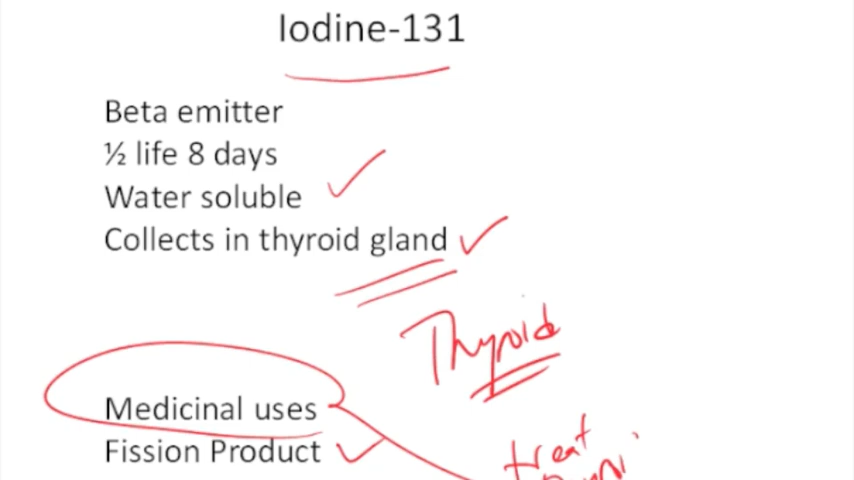 Iodine-131
Beta emitter
½ life 8 days
Water soluble
Collects in thyroid gland
Thyroid
Medicinal uses
Fission Product
treat